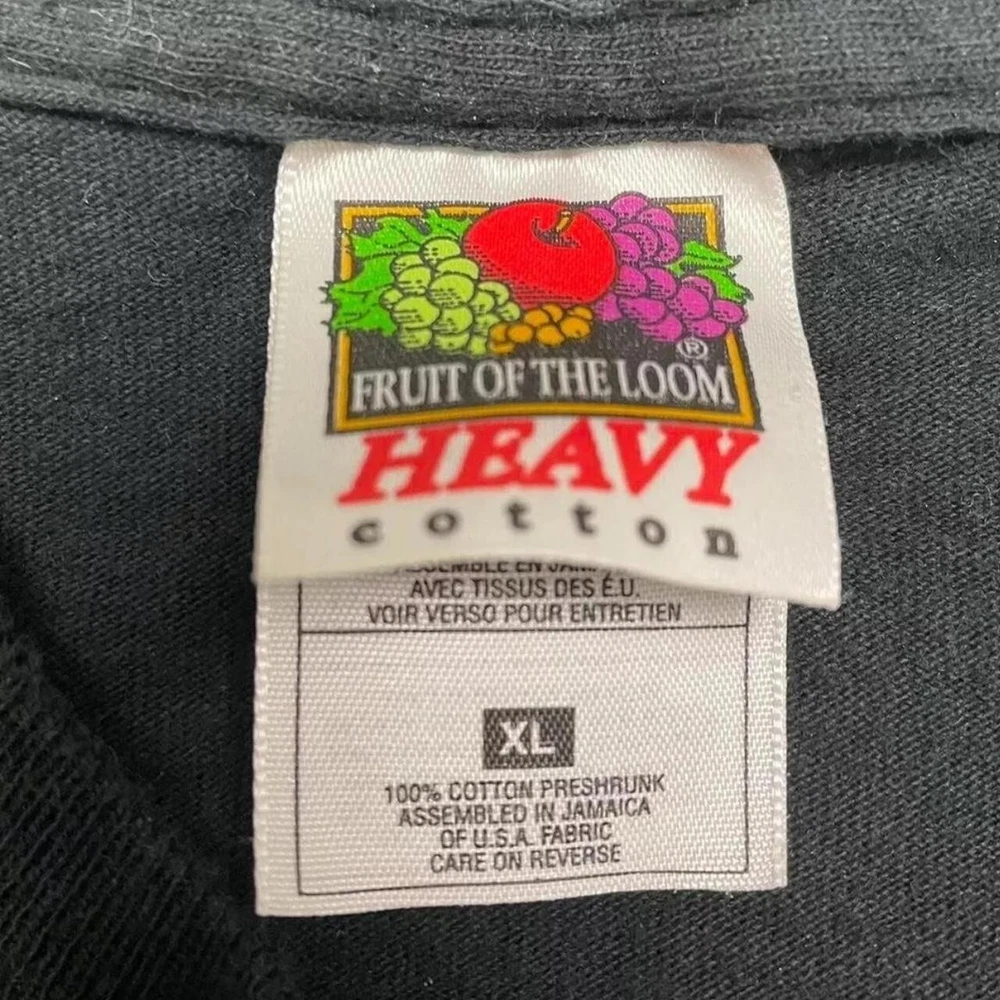 ®
FRUIT OF THE LOOM
HEAVY
cotton
EN
AVEC TISSUS DES É.U.
VOIR VERSO POUR ENTRETIEN
XL
100% COTTON PRESHRUNK
ASSEMBLED IN JAMAICA
OF U.S.A. FABRIC
CARE ON REVERSE